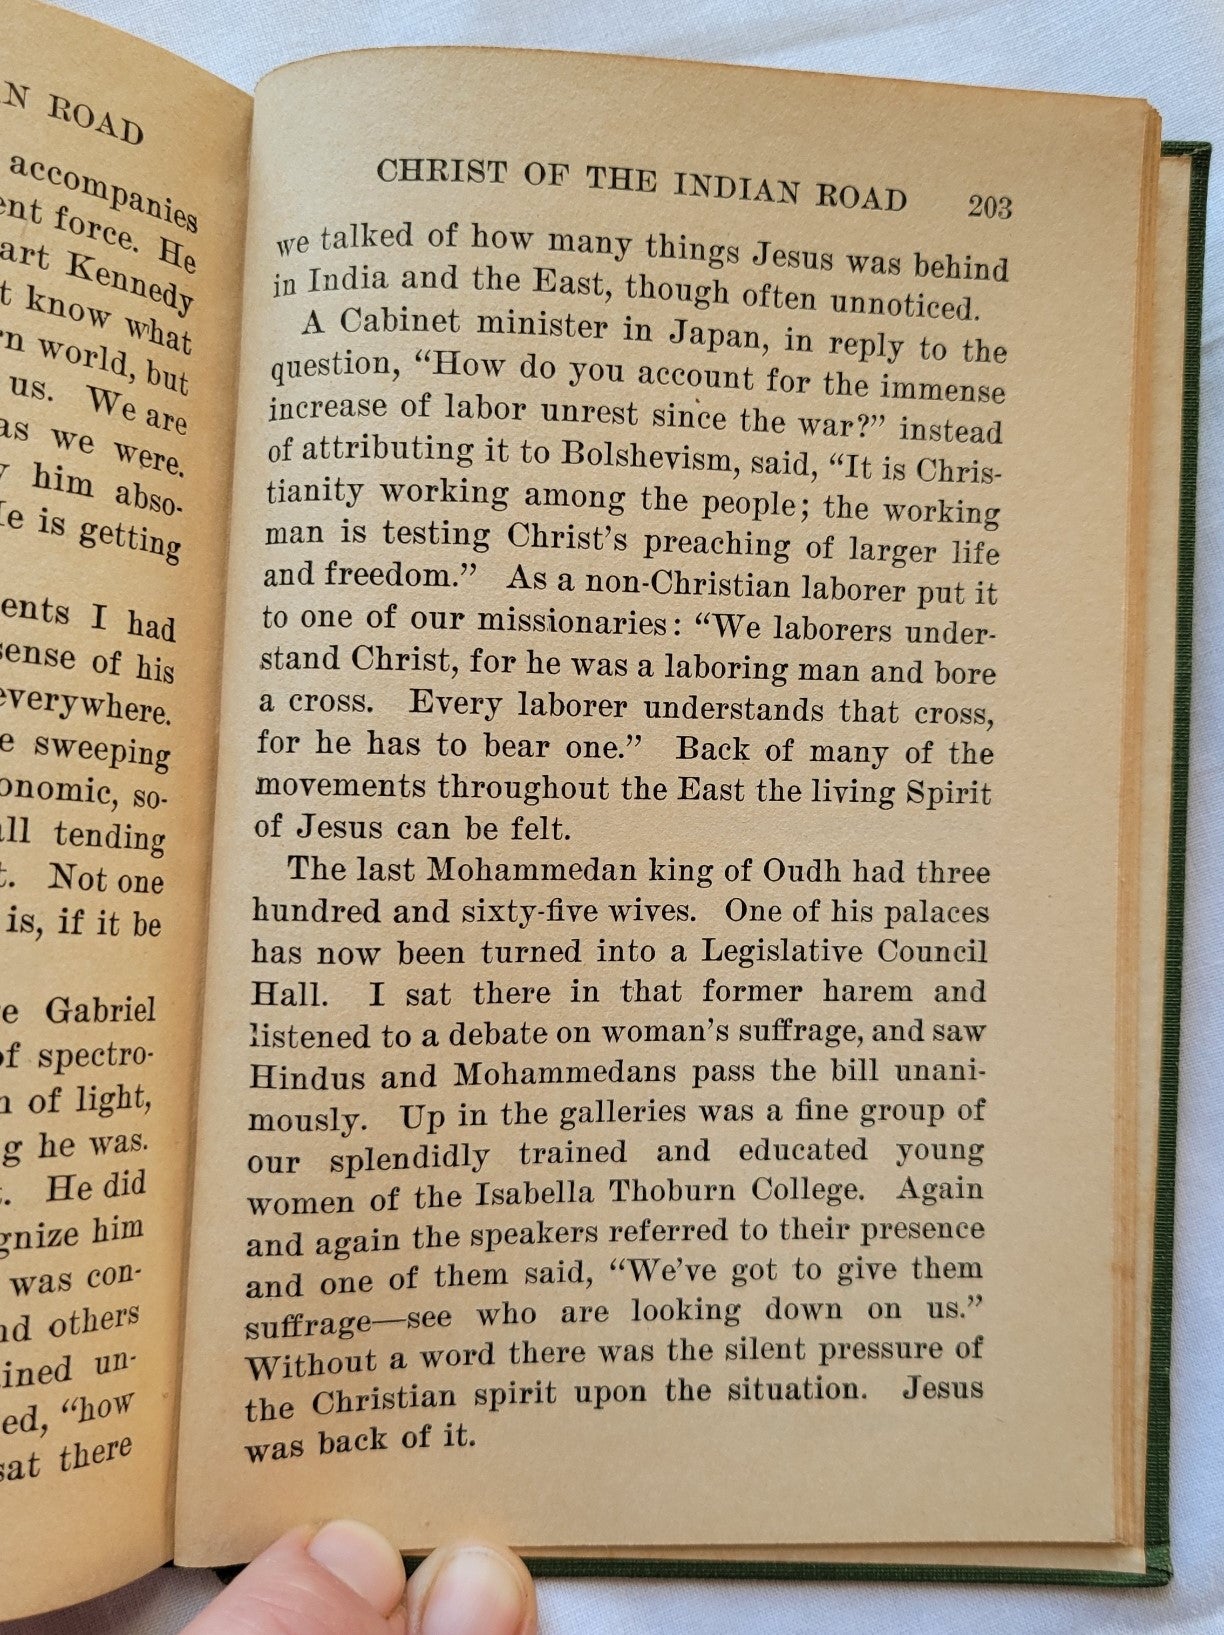 N ROAD
accompanies
ent force. He
art Kennedy
t know what
rn world, but
us. We are
as we were.
him abso-
He is getting
ents I had
sense of his
everywhere.
e sweeping
onomic, so-
all tending
t. Not one
is, if it be
e Gabriel
of spectro-
n of light,
g he was.
. He did
gnize him
was con-
nd others
ined un-
ed, “how
sat there
CHRIST OF THE INDIAN ROAD 203
we talked of how many things Jesus was behind
in India and the East, though often unnoticed.
A Cabinet minister in Japan, in reply to the
question, “How do you account for the immense
increase of labor unrest since the war?” instead
of attributing it to Bolshevism, said, “It is Chris-
tianity working among the people; the working
man is testing Christ’s preaching of larger life
and freedom.” As a non-Christian laborer put it
to one of our missionaries: “We laborers under-
stand Christ, for he was a laboring man and bore
a cross. Every laborer understands that cross,
for he has to bear one.” Back of many of the
movements throughout the East the living Spirit
of Jesus can be felt.
The last Mohammedan king of Oudh had three
hundred and sixty-five wives. One of his palaces
has now been turned into a Legislative Council
Hall. I sat there in that former harem and
listened to a debate on woman’s suffrage, and saw
Hindus and Mohammedans pass the bill unani-
mously. Up in the galleries was a fine group of
our splendidly trained and educated young
women of the Isabella Thoburn College. Again
and again the speakers referred to their presence
and one of them said, “We’ve got to give them
suffrage—see who are looking down on us.”
Without a word there was the silent pressure of
the Christian spirit upon the situation. Jesus
was back of it.